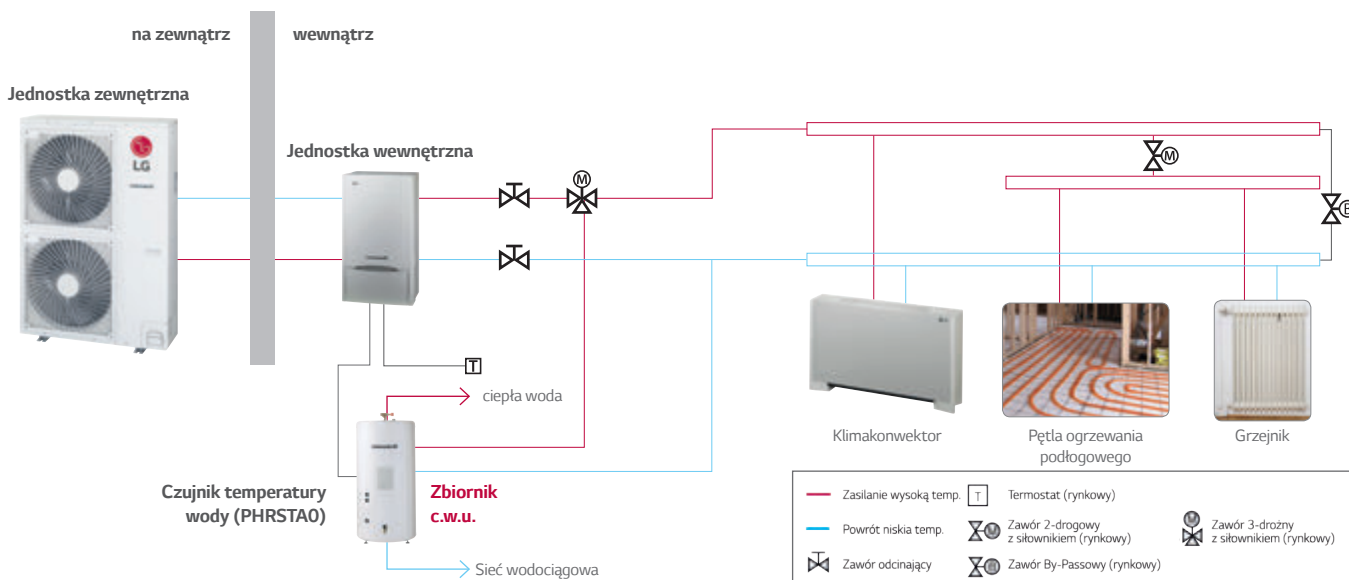 na zewnątrz
wewnątrz
Jednostka zewnętrzna
LG
Jednostka wewnętrzna
M
M
B
T
ciepła woda
Klimakonwektor
Pętla ogrzewania
podłogowego
Grzejnik
Czujnik temperatury
wody (PHRSTA0)
Zbiornik
c.w.u.
Sieć wodociągowa
Zasilanie wysoką temp.
T
Termostat (rynkowy)
Powrót niskia temp.
M
Zawór 2-drogowy
z siłownikiem (rynkowy)
M
Zawór 3-drożny
z siłownikiem (rynkowy)
Zawór odcinający
Zawór By-Passowy (rynkowy)